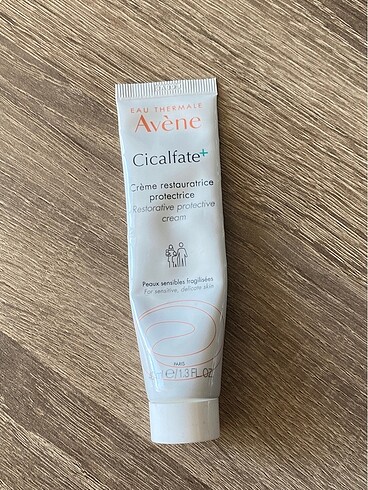 EAU THERMALE
Avène
Cicalfate+
Crème restauratrice
protectrice
Restorative protective
cream
Peaux sensibles fragilisées
For sensitive, delicate skin
PARIS
℮/1.3 FL.OZ